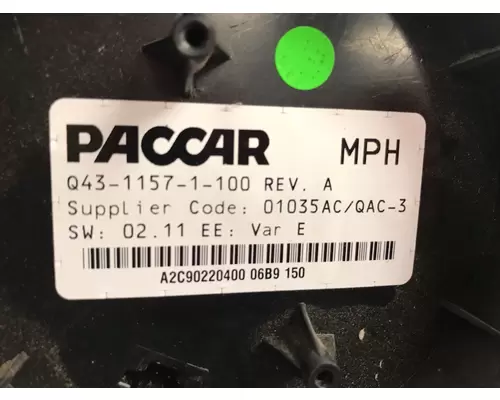 PACCAR MPH
Q43-1157-1-100 REV. A
Supplier Code: 01035AC/QAC-3
SW: 02.11 EE: Var E
A2C90220400 06B9 150